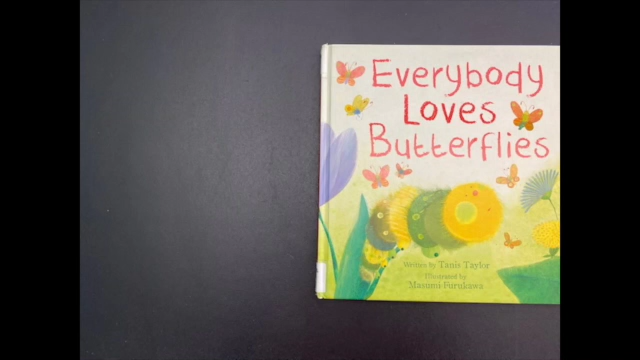 Everybody
Loves
Butterflies
Written by Tanis Taylor
Illustrated by
Masumi Furukawa